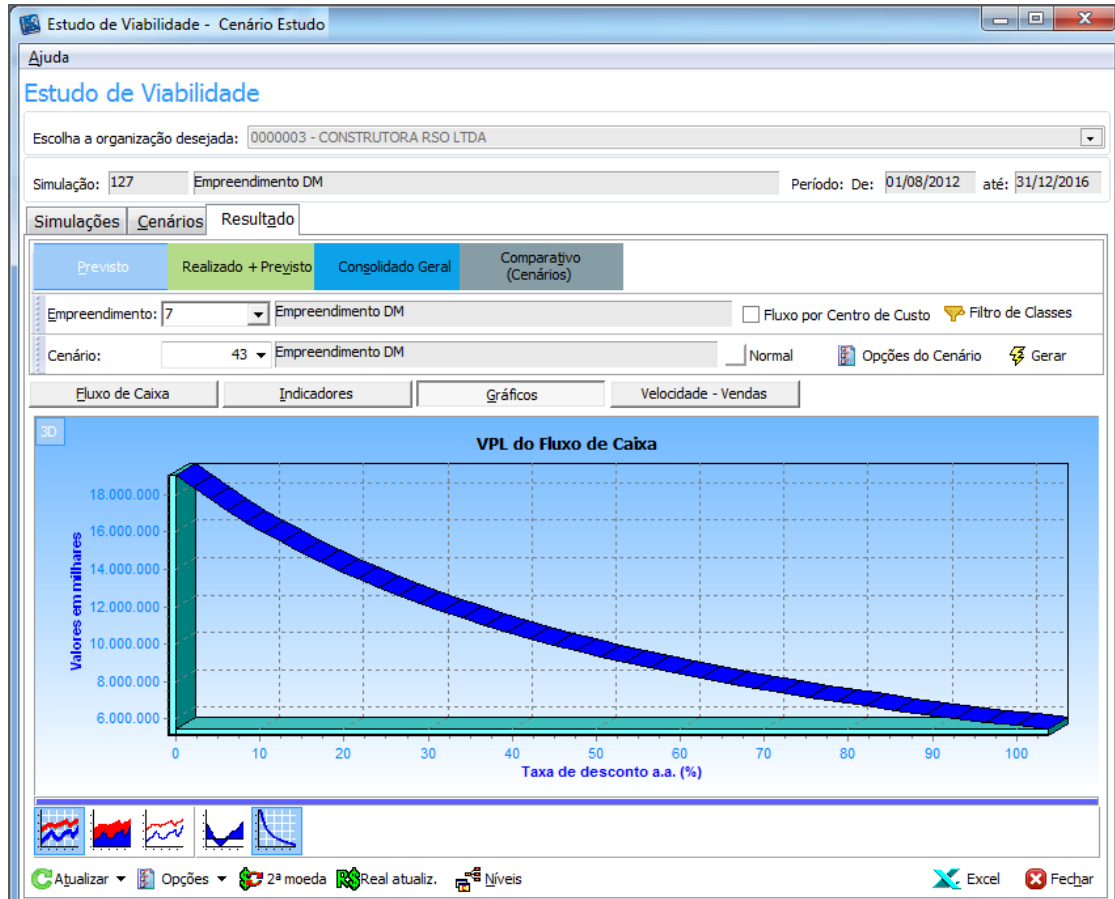 Estudo de Viabilidade - Cenário Estudo
Ajuda
Estudo de Viabilidade
Escolha a organização desejada: 0000003 - CONSTRUTORA RSO LTDA
Simulação: 127 Empreendimento DM Período: De: 01/08/2012 até: 31/12/2016
Simulações Cenários Resultado
Previsto Realizado + Previsto Consolidado Geral Comparativo
(Cenários)
Empreendimento: 7 Empreendimento DM Fluxo por Centro de Custo Filtro de Classes
Cenário: 43 Empreendimento DM Normal Opções do Cenário Gerar
Fluxo de Caixa Indicadores Gráficos Velocidade - Vendas
3D
VPL do Fluxo de Caixa
Valores em milhares
18.000.000
16.000.000
14.000.000
12.000.000
10.000.000
8.000.000
6.000.000
0 10 20 30 40 50 60 70 80 90 100
Taxa de desconto a.a. (%)
Atualizar Opções 2ª moeda R$ Real atualiz. Níveis Excel Fechar